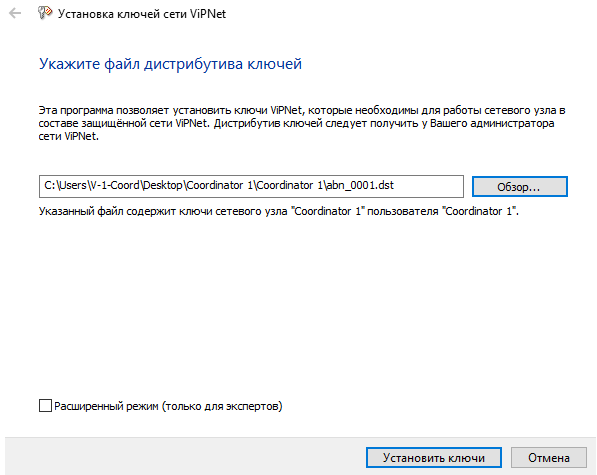 Установка ключей сети ViPNet
Укажите файл дистрибутива ключей
Эта программа позволяет установить ключи ViPNet, которые необходимы для работы сетевого узла в
составе защищённой сети ViPNet. Дистрибутив ключей следует получить у Вашего администратора
сети ViPNet.
C:\Users\V-1-Coord\Desktop\Coordinator 1\Coordinator 1\abn_0001.dst
Обзор...
Указанный файл содержит ключи сетевого узла "Coordinator 1" пользователя "Coordinator 1".
Расширенный режим (только для экспертов)
Установить ключи
Отмена